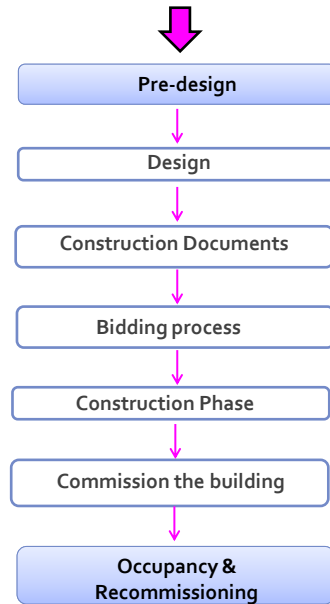 Pre-design
Design
Construction Documents
Bidding process
Construction Phase
Commission the building
Occupancy &
Recommissioning